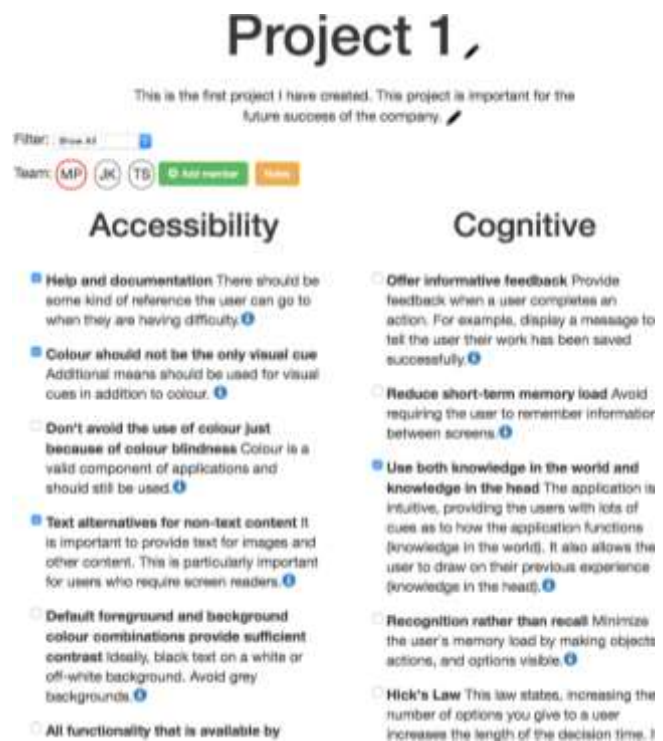 Project 1
This is the first project I have created. This project is important for the
future success of the company.
Filter: Show All
Team: MP JK TS Add member Roles
Accessibility
Help and documentation There should be
some kind of reference the user can go to
when they are having difficulty.
Colour should not be the only visual cue
Additional means should be used for visual
cues in addition to colour.
Don't avoid the use of colour just
because of colour blindness Colour is a
valid component of applications and
should still be used.
Text alternatives for non-text content It
is important to provide text for images and
other content. This is particularly important
for users who require screen readers.
Default foreground and background
colour combinations provide sufficient
contrast Ideally, black text on a white or
off-white background. Avoid grey
backgrounds.
All functionality that is available by
Cognitive
Offer informative feedback Provide
feedback when a user completes an
action. For example, display a message to
tell the user their work has been saved
successfully.
Reduce short-term memory load Avoid
requiring the user to remember information
between screens.
Use both knowledge in the world and
knowledge in the head The application is
intuitive, providing the users with lots of
cues as to how the application functions
(knowledge in the world). It also allows the
user to draw on their previous experience
(knowledge in the head).
Recognition rather than recall Minimize
the user's memory load by making objects,
actions, and options visible.
Hick's Law This law states, increasing the
number of options you give to a user
increases the length of the decision time.